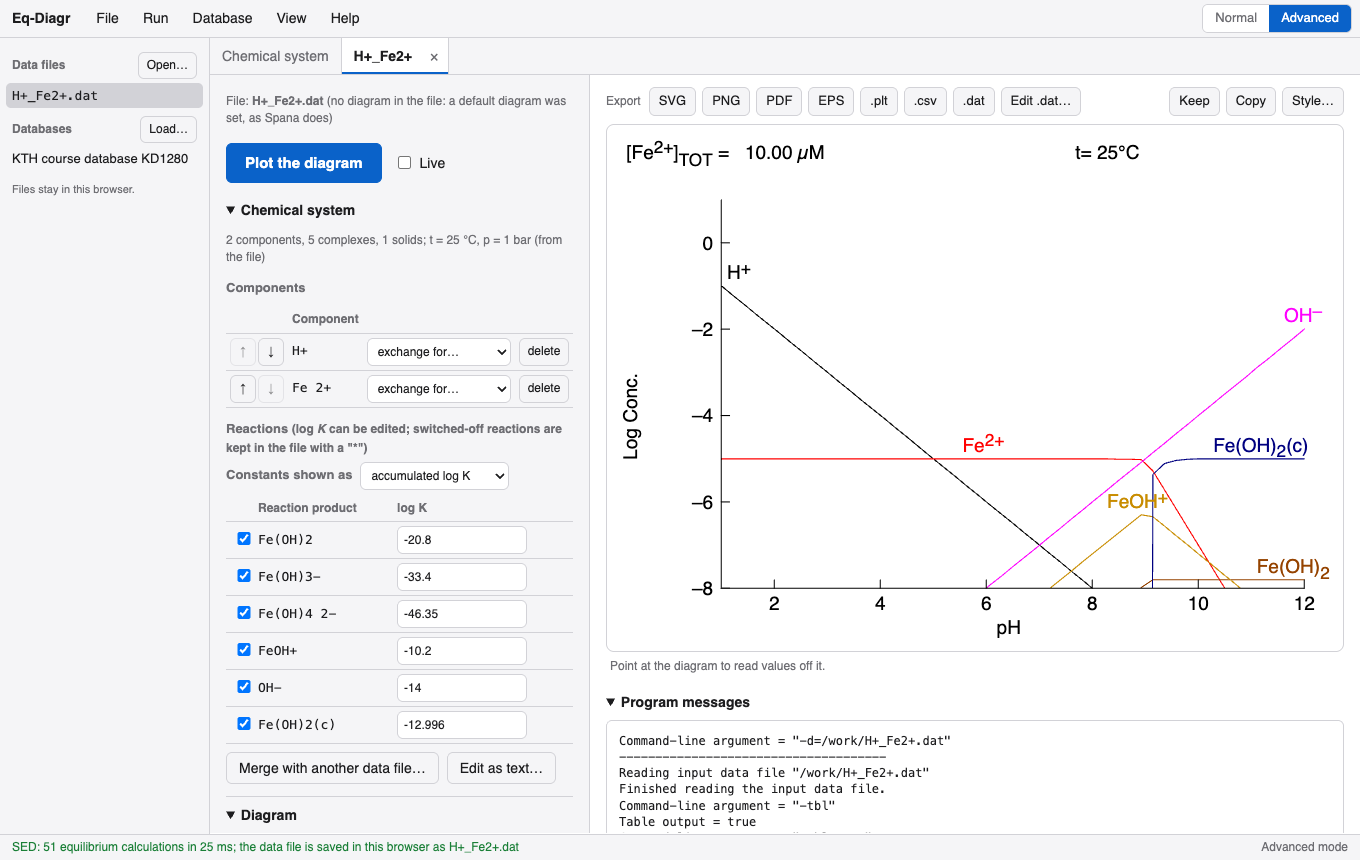 Eq-Diagr File Run Database View Help Normal Advanced
Data files Open…
H+_Fe2+.dat
Databases Load…
KTH course database KD1280
Files stay in this browser.
Chemical system H+_Fe2+ ×
File: H+_Fe2+.dat (no diagram in the file: a default diagram was
set, as Spana does)
Plot the diagram Live
▼ Chemical system
2 components, 5 complexes, 1 solids; t = 25 °C, p = 1 bar (from
the file)
Components
Component
↑ ↓ H+ exchange for… delete
↑ ↓ Fe 2+ exchange for… delete
Reactions (log K can be edited; switched-off reactions are
kept in the file with a "*")
Constants shown as accumulated log K
Reaction product log K
Fe(OH)2 -20.8
Fe(OH)3- -33.4
Fe(OH)4 2- -46.35
FeOH+ -10.2
OH- -14
Fe(OH)2(c) -12.996
Merge with another data file… Edit as text…
▼ Diagram
Export SVG PNG PDF EPS .plt .csv .dat Edit .dat… Keep Copy Style…
[Fe2+]TOT = 10.00 µM t= 25°C
0
H+
−2
OH−
−4
Log Conc.
Fe2+
Fe(OH)2(c)
−6
FeOH+
Fe(OH)2
−8
2 4 6 8 10 12
pH
Point at the diagram to read values off it.
▼ Program messages
Command-line argument = "-d=/work/H+_Fe2+.dat"
------------------------------------
Reading input data file "/work/H+_Fe2+.dat"
Finished reading the input data file.
Command-line argument = "-tbl"
Table output = true
SED: 51 equilibrium calculations in 25 ms; the data file is saved in this browser as H+_Fe2+.dat Advanced mode